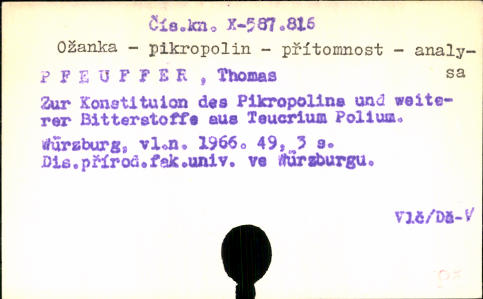 Čís.kn. X-587.816
Ožanka - pikropolin - přítomnost - analy-
sa
PFEUFFER, Thomas
Zur Konstituion des Pikropolins und weite-
rer Bitterstoffe aus Teucrium Polium.
Würzburg, vl.n. 1966. 49, 3 s.
Dis.přírod.fak.univ. ve Würzburgu.
Vlč/Dă-V